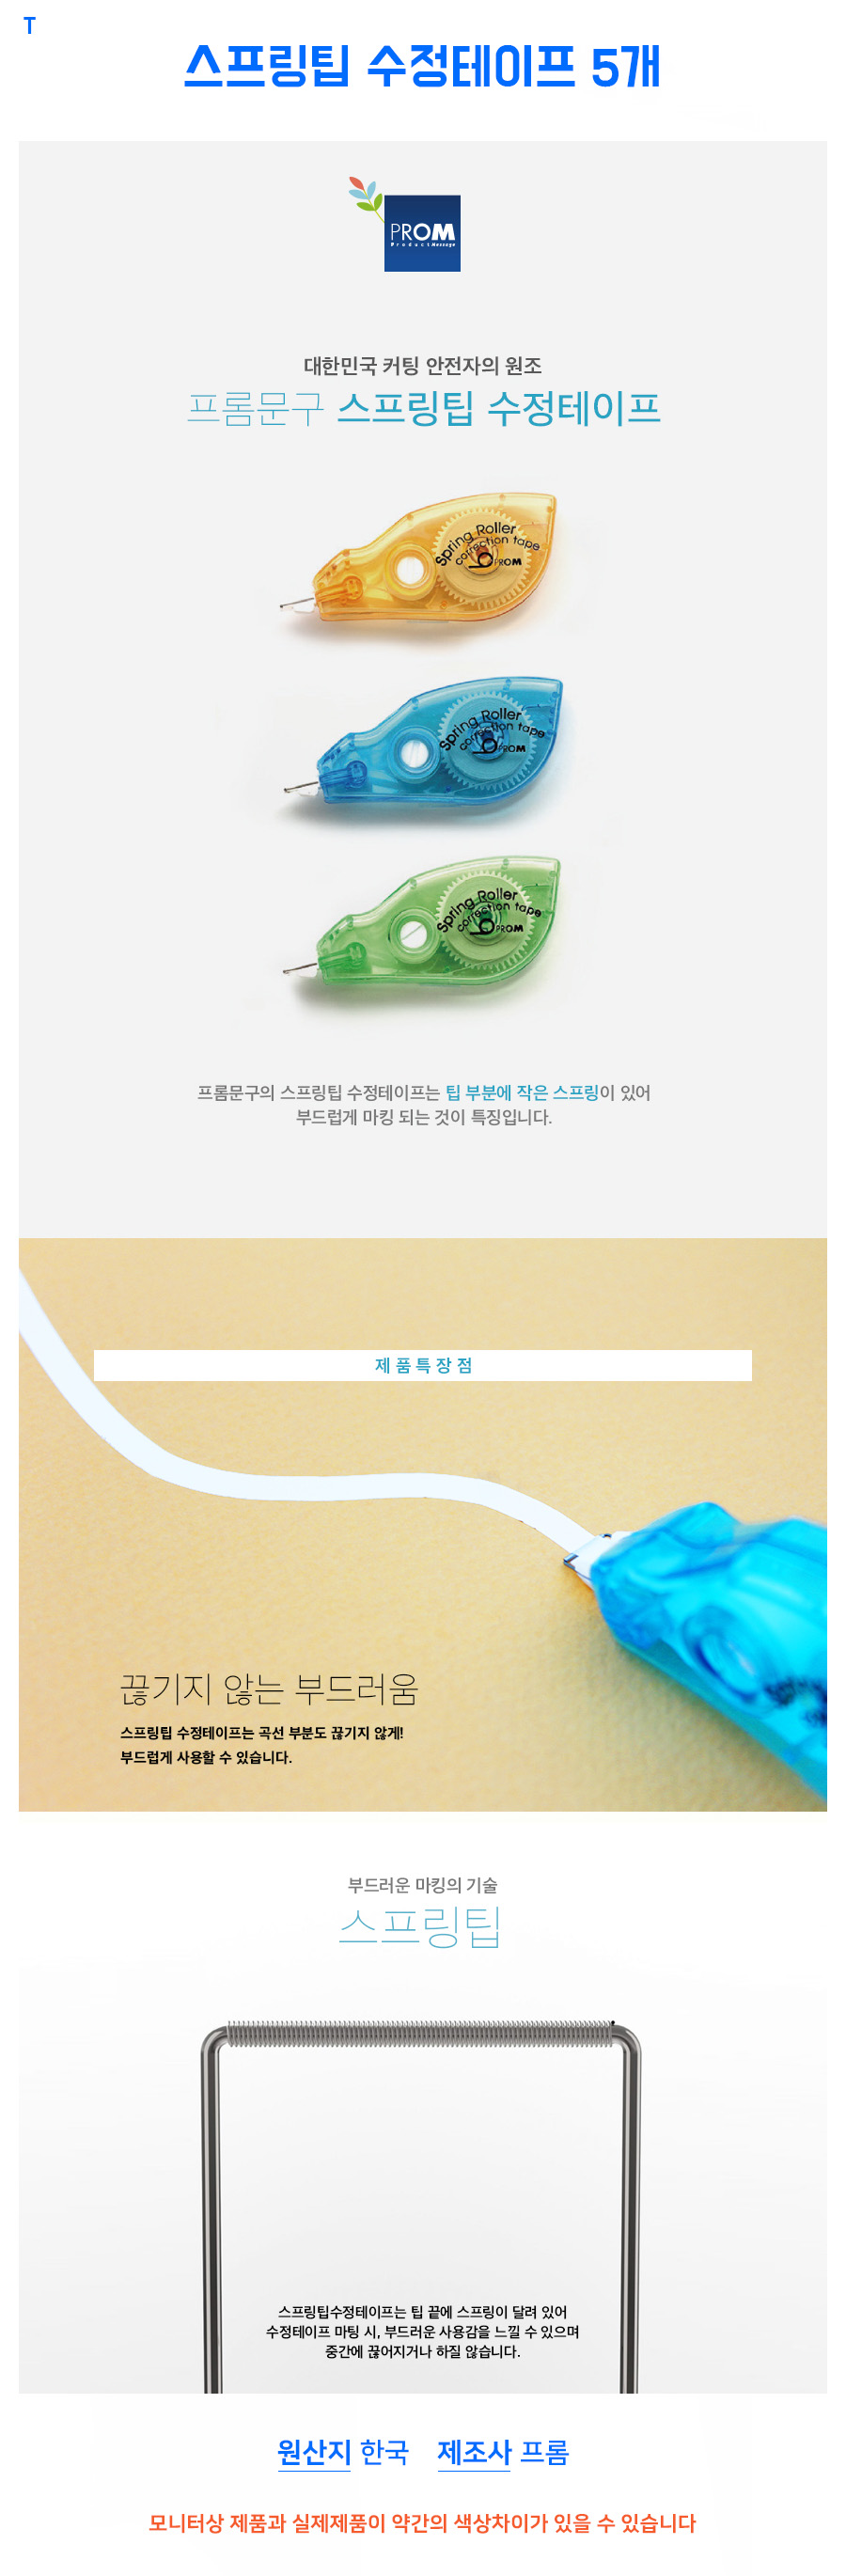 T
스프링팁 수정테이프 5개
PROM
Product Message
대한민국 커팅 안전자의 원조
프롬문구 스프링팁 수정테이프
Spring Roller
correction tape
PROM
Spring Roller
correction tape
PROM
Spring Roller
correction tape
PROM
프롬문구의 스프링팁 수정테이프는 팁 부분에 작은 스프링이 있어
부드럽게 마킹 되는 것이 특징입니다.
제품특장점
끊기지 않는 부드러움
스프링팁 수정테이프는 곡선 부분도 끊기지 않게!
부드럽게 사용할 수 있습니다.
부드러운 마킹의 기술
스프링팁
스프링팁수정테이프는 팁 끝에 스프링이 달려 있어
수정테이프 마팅 시, 부드러운 사용감을 느낄 수 있으며
중간에 끊어지거나 하질 않습니다.
원산지 한국 제조사 프롬
모니터상 제품과 실제제품이 약간의 색상차이가 있을 수 있습니다